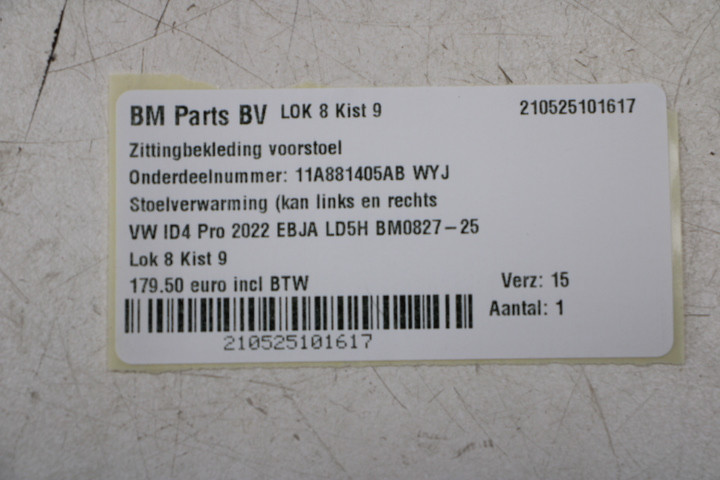 BM Parts BV LOK 8 Kist 9 210525101617
Zittingbekleding voorstoel
Onderdeelnummer: 11A881405AB WYJ
Stoelverwarming (kan links en rechts
VW ID4 Pro 2022 EBJA LD5H BM0827-25
Lok 8 Kist 9
179.50 euro incl BTW Verz: 15
Aantal: 1
210525101617